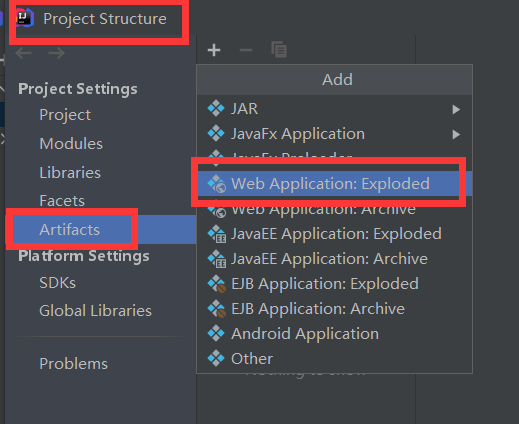 Project Structure
Project Settings
Project
Modules
Libraries
Facets
Artifacts
Platform Settings
SDKs
Global Libraries
Problems
Add
JAR
JavaFx Application
JavaFx Preloader
Web Application: Exploded
Web Application: Archive
JavaEE Application: Exploded
JavaEE Application: Archive
EJB Application: Exploded
EJB Application: Archive
Android Application
Other
Nothing to show